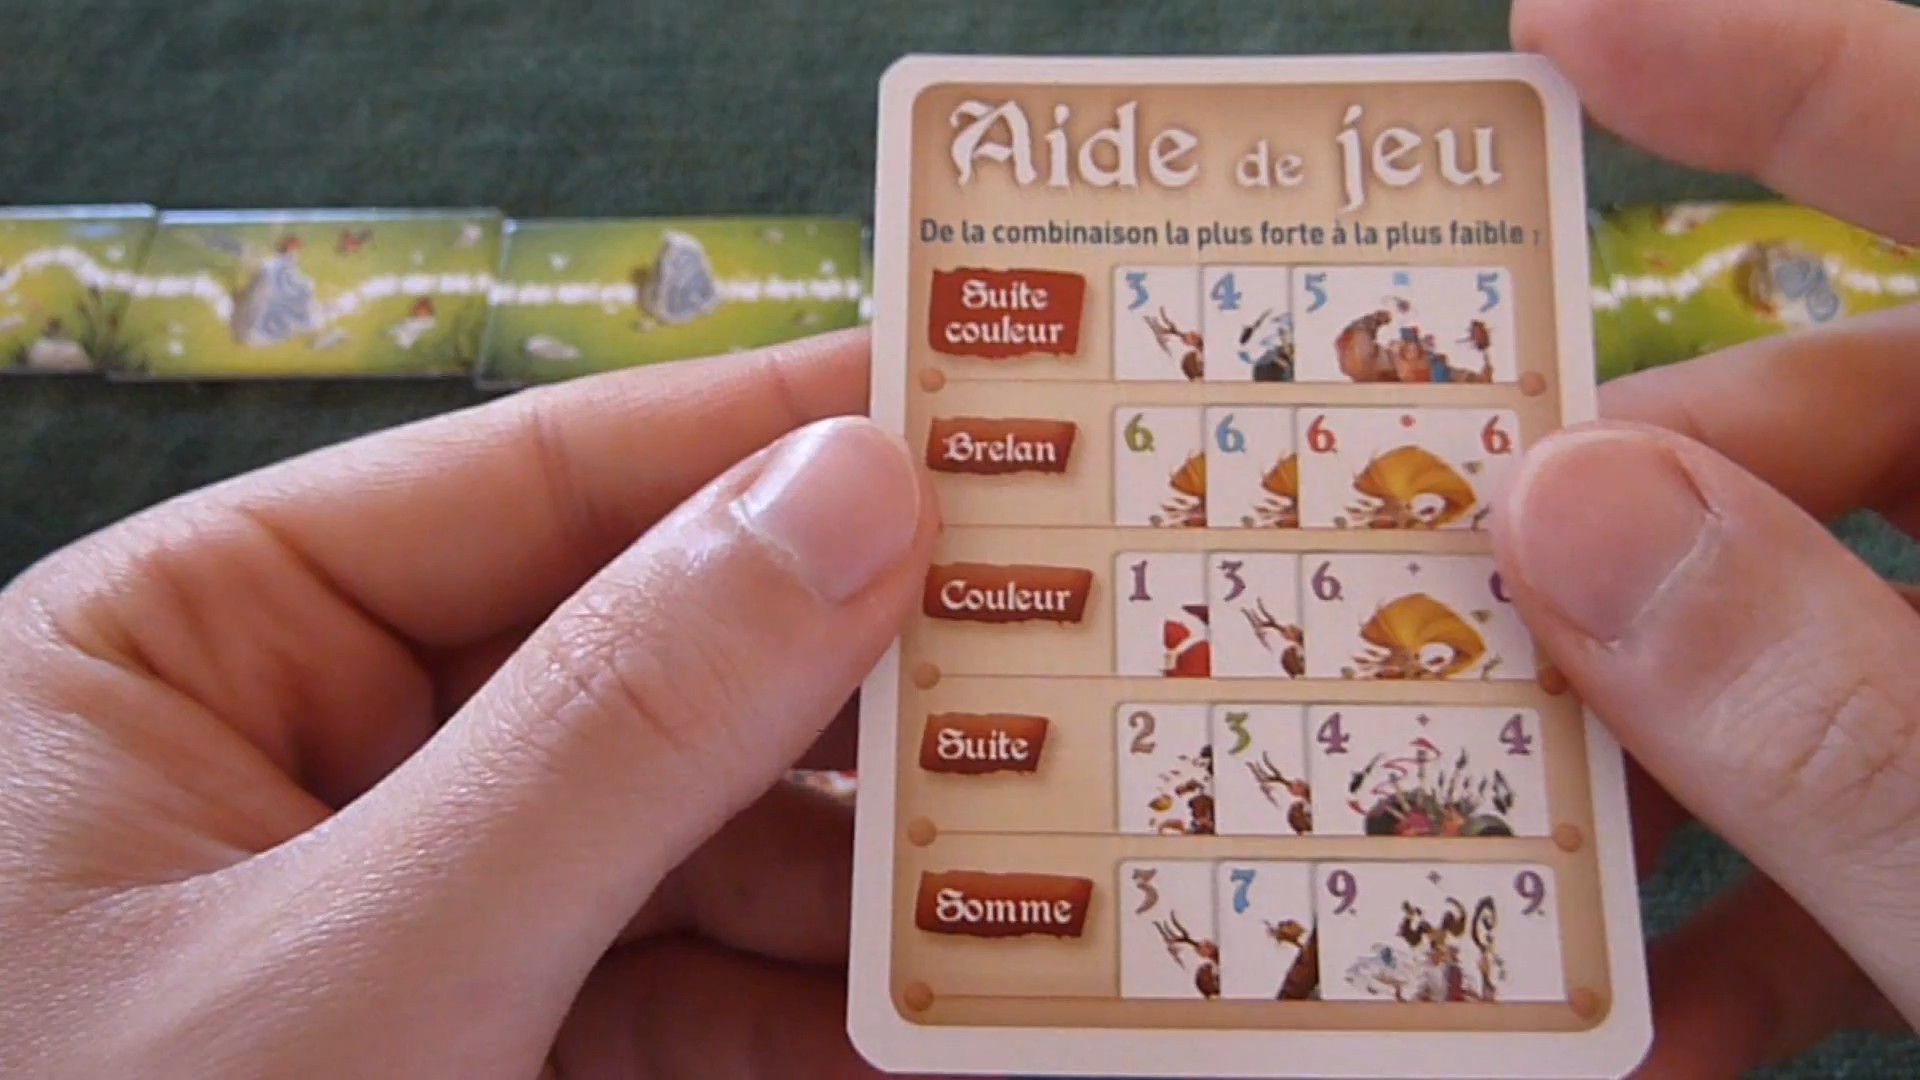 Aide de jeu
De la combinaison la plus forte à la plus faible :
Suite
couleur
3 4 5 5
Brelan
6 6 6 6
Couleur
1 3 6 6
Suite
2 3 4 4
Somme
3 7 9 9